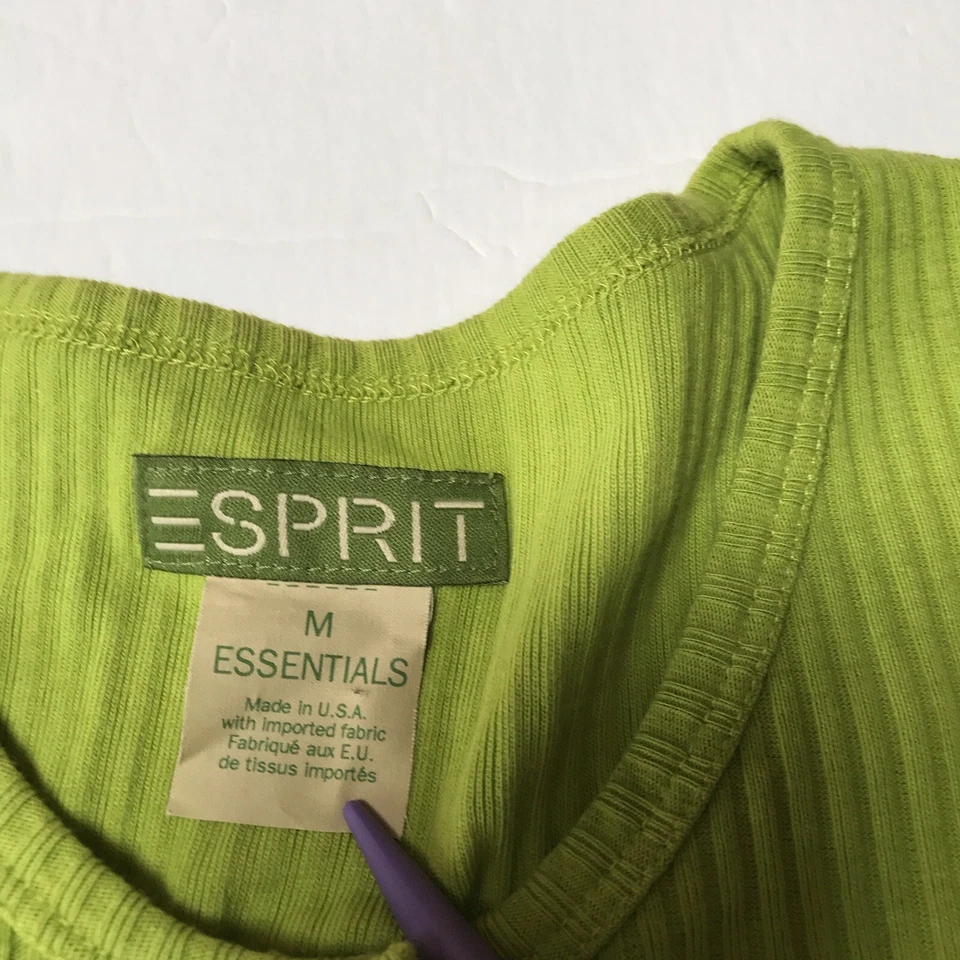 ESPRIT
M
ESSENTIALS
Made in U.S.A.
with imported fabric
Fabriqué aux E.U.
de tissus importés